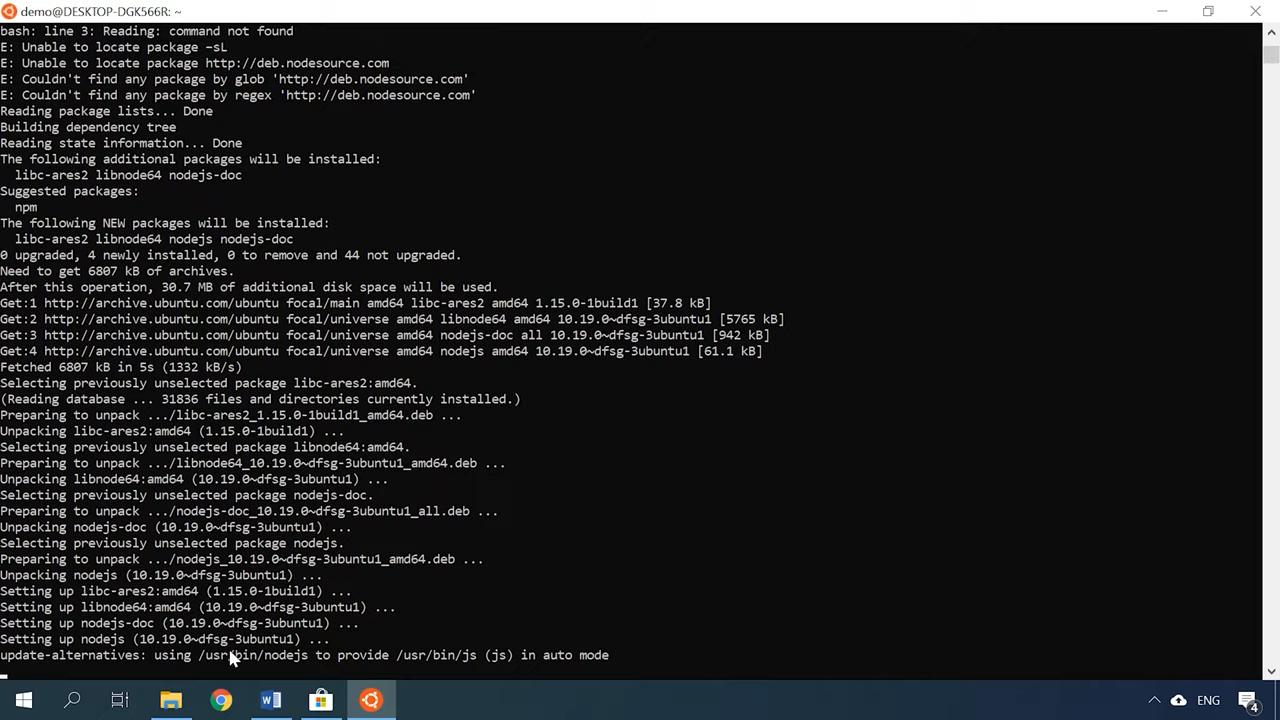 demo@DESKTOP-DGK566R: ~
bash: line 3: Reading: command not found
E: Unable to locate package –sL
E: Unable to locate package http://deb.nodesource.com
E: Couldn't find any package by glob 'http://deb.nodesource.com'
E: Couldn't find any package by regex 'http://deb.nodesource.com'
Reading package lists... Done
Building dependency tree
Reading state information... Done
The following additional packages will be installed:
libc-ares2 libnode64 nodejs-doc
Suggested packages:
npm
The following NEW packages will be installed:
libc-ares2 libnode64 nodejs nodejs-doc
0 upgraded, 4 newly installed, 0 to remove and 44 not upgraded.
Need to get 6807 kB of archives.
After this operation, 30.7 MB of additional disk space will be used.
Get:1 http://archive.ubuntu.com/ubuntu focal/main amd64 libc-ares2 amd64 1.15.0-1build1 [37.8 kB]
Get:2 http://archive.ubuntu.com/ubuntu focal/universe amd64 libnode64 amd64 10.19.0~dfsg-3ubuntu1 [5765 kB]
Get:3 http://archive.ubuntu.com/ubuntu focal/universe amd64 nodejs-doc all 10.19.0~dfsg-3ubuntu1 [942 kB]
Get:4 http://archive.ubuntu.com/ubuntu focal/universe amd64 nodejs amd64 10.19.0~dfsg-3ubuntu1 [61.1 kB]
Fetched 6807 kB in 5s (1332 kB/s)
Selecting previously unselected package libc-ares2:amd64.
(Reading database ... 31836 files and directories currently installed.)
Preparing to unpack .../libc-ares2_1.15.0-1build1_amd64.deb ...
Unpacking libc-ares2:amd64 (1.15.0-1build1) ...
Selecting previously unselected package libnode64:amd64.
Preparing to unpack .../libnode64_10.19.0~dfsg-3ubuntu1_amd64.deb ...
Unpacking libnode64:amd64 (10.19.0~dfsg-3ubuntu1) ...
Selecting previously unselected package nodejs-doc.
Preparing to unpack .../nodejs-doc_10.19.0~dfsg-3ubuntu1_all.deb ...
Unpacking nodejs-doc (10.19.0~dfsg-3ubuntu1) ...
Selecting previously unselected package nodejs.
Preparing to unpack .../nodejs_10.19.0~dfsg-3ubuntu1_amd64.deb ...
Unpacking nodejs (10.19.0~dfsg-3ubuntu1) ...
Setting up libc-ares2:amd64 (1.15.0-1build1) ...
Setting up libnode64:amd64 (10.19.0~dfsg-3ubuntu1) ...
Setting up nodejs-doc (10.19.0~dfsg-3ubuntu1) ...
Setting up nodejs (10.19.0~dfsg-3ubuntu1) ...
update-alternatives: using /usr/bin/nodejs to provide /usr/bin/js (js) in auto mode
W
ENG
4